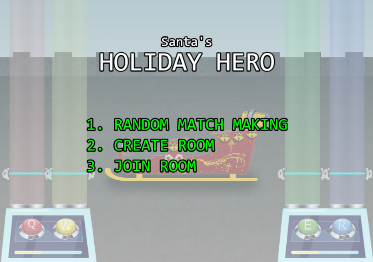 Santa's
HOLIDAY HERO
1. RANDOM MATCH MAKING
2. CREATE ROOM
3. JOIN ROOM
Q W E R